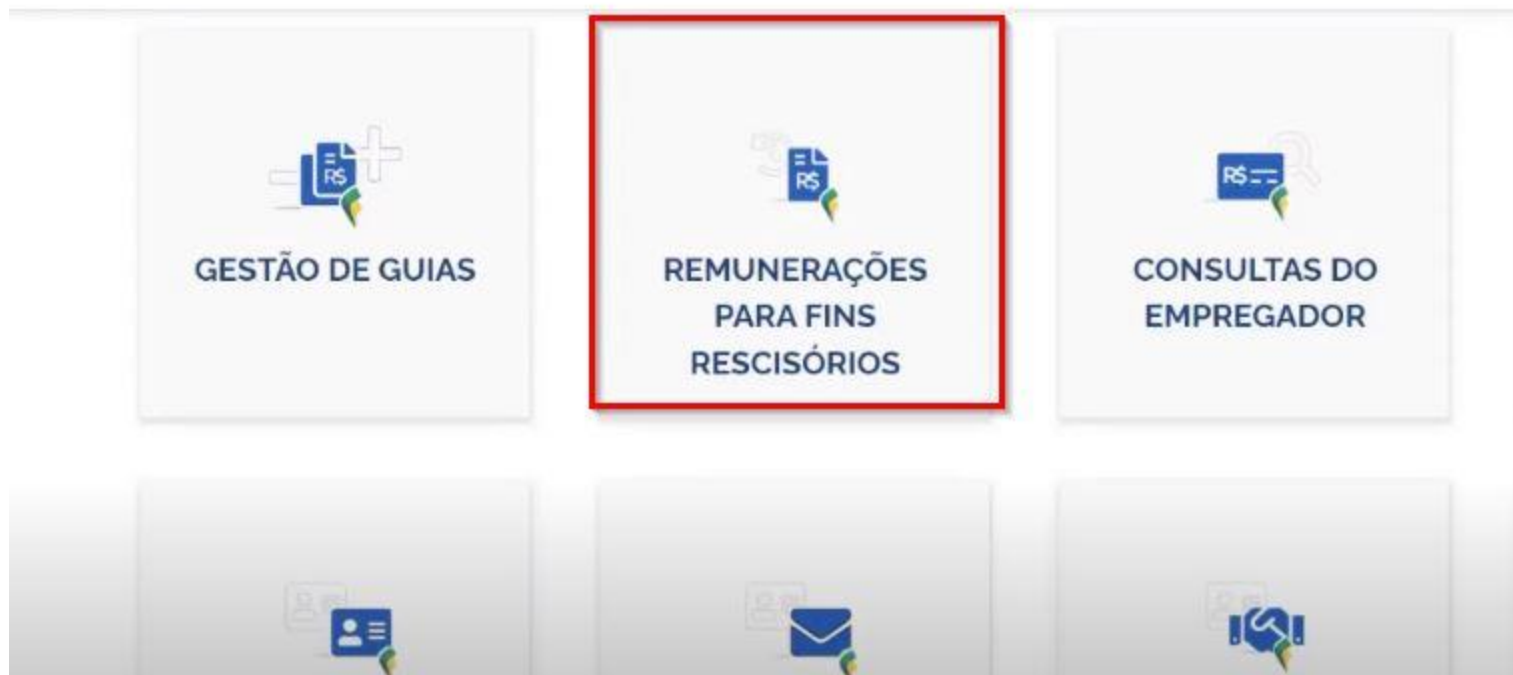 R$
R$
R$
GESTÃO DE GUIAS
REMUNERAÇÕES
PARA FINS
RESCISÓRIOS
CONSULTAS DO
EMPREGADOR